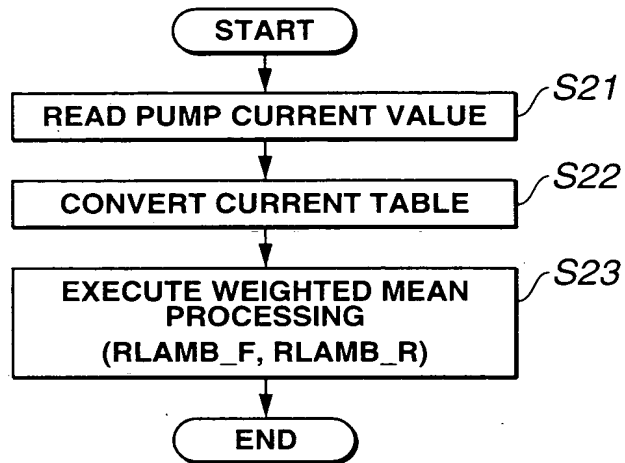 START
READ PUMP CURRENT VALUE
S21
CONVERT CURRENT TABLE
S22
EXECUTE WEIGHTED MEAN
PROCESSING
(RLAMB_F, RLAMB_R)
S23
END